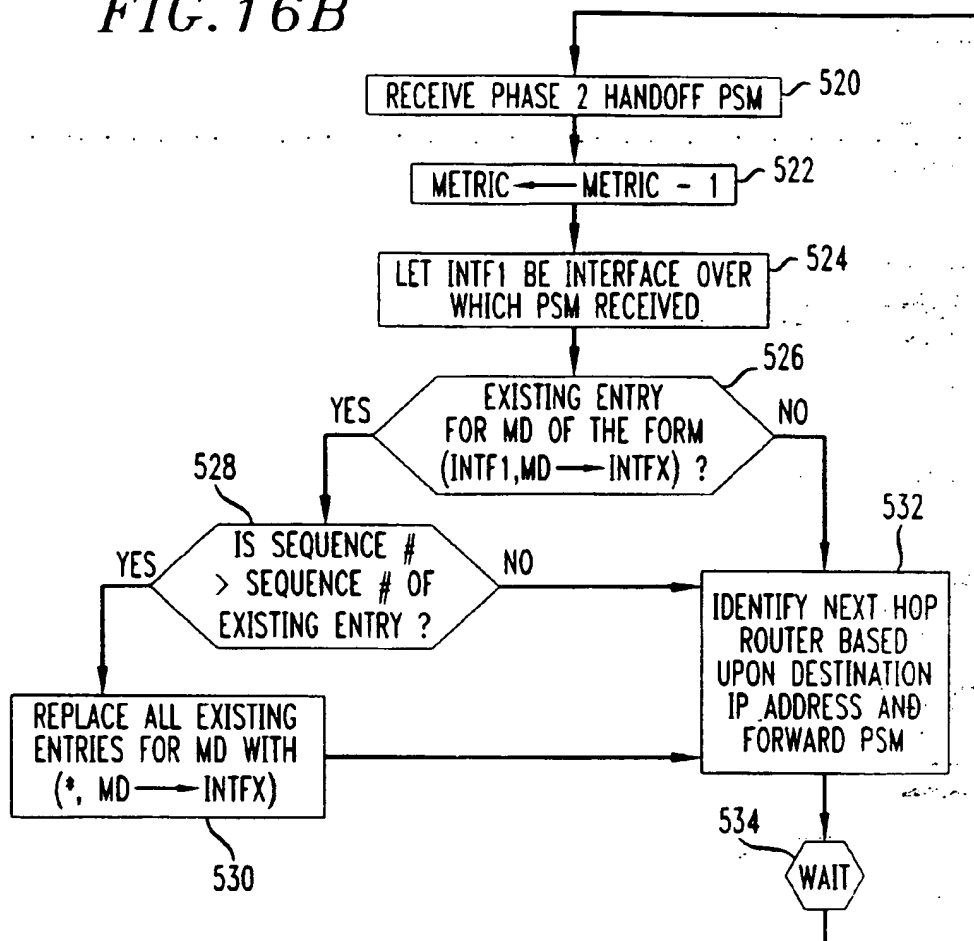 FIG. 16B
RECEIVE PHASE 2 HANDOFF PSM
520
METRIC ← METRIC - 1
522
LET INTF1 BE INTERFACE OVER
WHICH PSM RECEIVED
524
526
EXISTING ENTRY
FOR MD OF THE FORM
(INTF1,MD → INTFX) ?
YES
NO
528
IS SEQUENCE #
> SEQUENCE # OF
EXISTING ENTRY ?
YES
NO
532
IDENTIFY NEXT HOP
ROUTER BASED
UPON DESTINATION
IP ADDRESS AND
FORWARD PSM
REPLACE ALL EXISTING
ENTRIES FOR MD WITH
(*, MD → INTFX)
530
534
WAIT